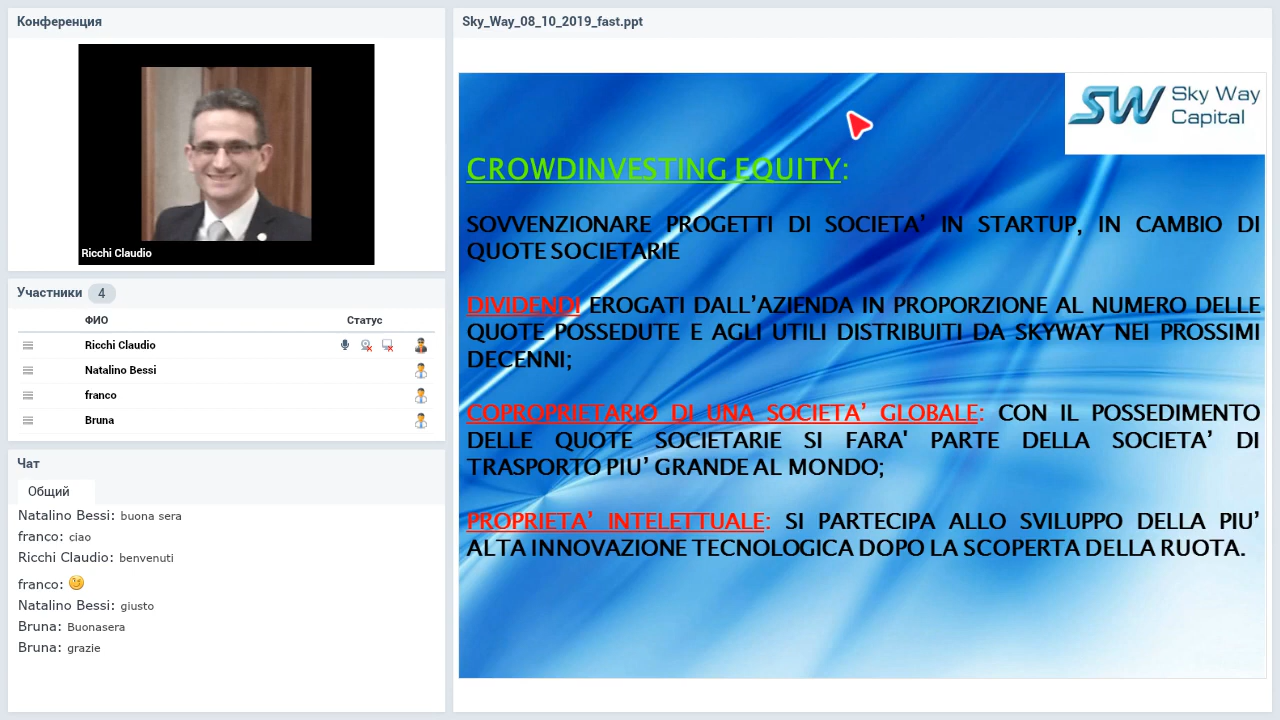 Конференция
Ricchi Claudio
Участники 4
ФИО Статус
Ricchi Claudio
Natalino Bessi
franco
Bruna
Чат
Общий
Natalino Bessi: buona sera
franco: ciao
Ricchi Claudio: benvenuti
franco:
Natalino Bessi: giusto
Bruna: Buonasera
Bruna: grazie
Sky_Way_08_10_2019_fast.ppt
SW Sky Way
Capital
CROWDINVESTING EQUITY:
SOVVENZIONARE PROGETTI DI SOCIETA’ IN STARTUP, IN CAMBIO DI
QUOTE SOCIETARIE
DIVIDENDI EROGATI DALL’AZIENDA IN PROPORZIONE AL NUMERO DELLE
QUOTE POSSEDUTE E AGLI UTILI DISTRIBUITI DA SKYWAY NEI PROSSIMI
DECENNI;
COPROPRIETARIO DI UNA SOCIETA’ GLOBALE: CON IL POSSEDIMENTO
DELLE QUOTE SOCIETARIE SI FARA' PARTE DELLA SOCIETA’ DI
TRASPORTO PIU’ GRANDE AL MONDO;
PROPRIETA’ INTELETTUALE: SI PARTECIPA ALLO SVILUPPO DELLA PIU’
ALTA INNOVAZIONE TECNOLOGICA DOPO LA SCOPERTA DELLA RUOTA.